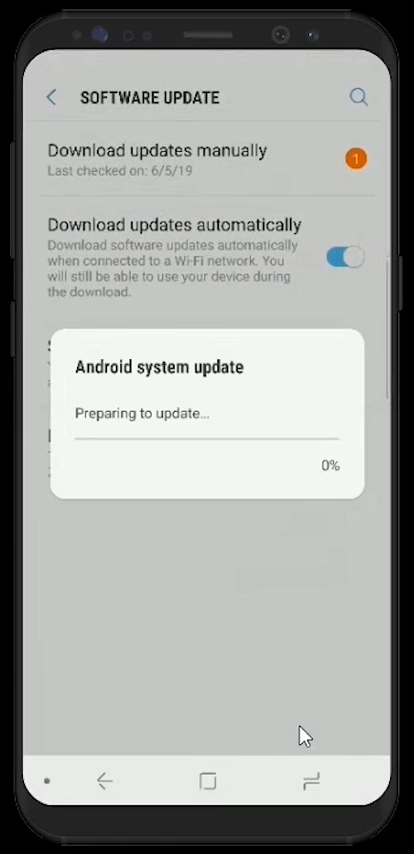 SOFTWARE UPDATE
Download updates manually
1
Last checked on: 6/5/19
Download updates automatically
Download software updates automatically
when connected to a Wi-Fi network. You
will still be able to use your device during
the download.
Android system update
Preparing to update...
0%